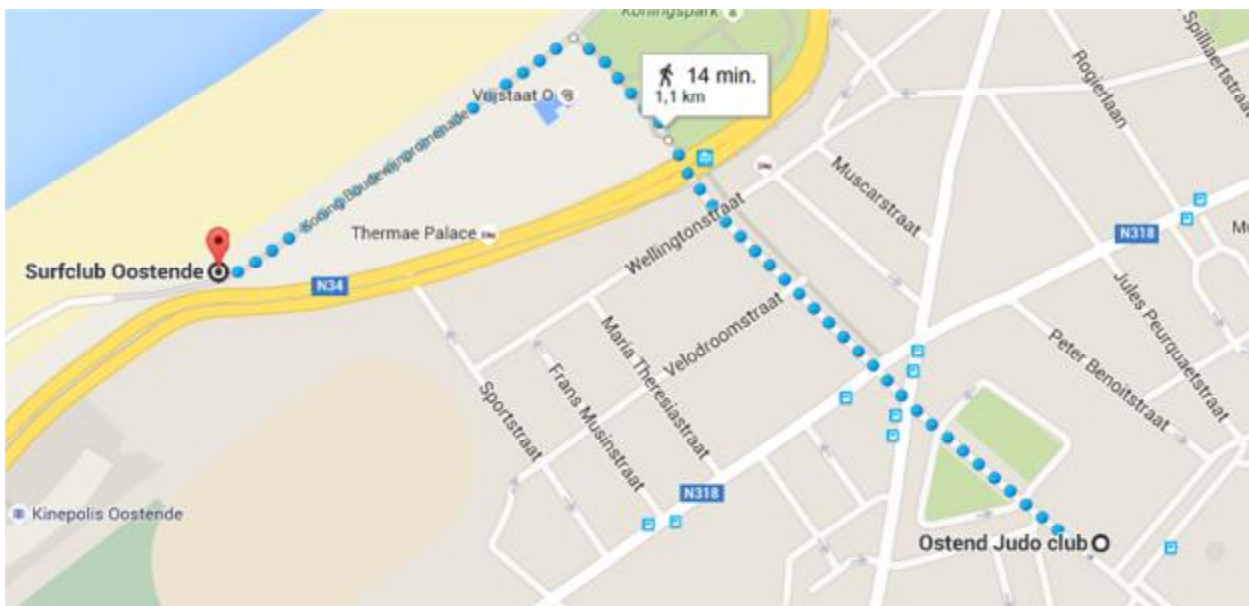 Koningspark
14 min.
1,1 km
Spilliaertstraat
Rogierlaan
Vrijstaat O
Koning Boudewijnpromenade
Muscarstraat
Thermae Palace
Wellingtonstraat
N318
Surfclub Oostende
N34
Maria Theresiastraat
Velodroomstraat
Jules Peurquaetstraat
Peter Benoitstraat
Sportstraat
Frans Musinstraat
N318
Kinepolis Oostende
Ostend Judo club